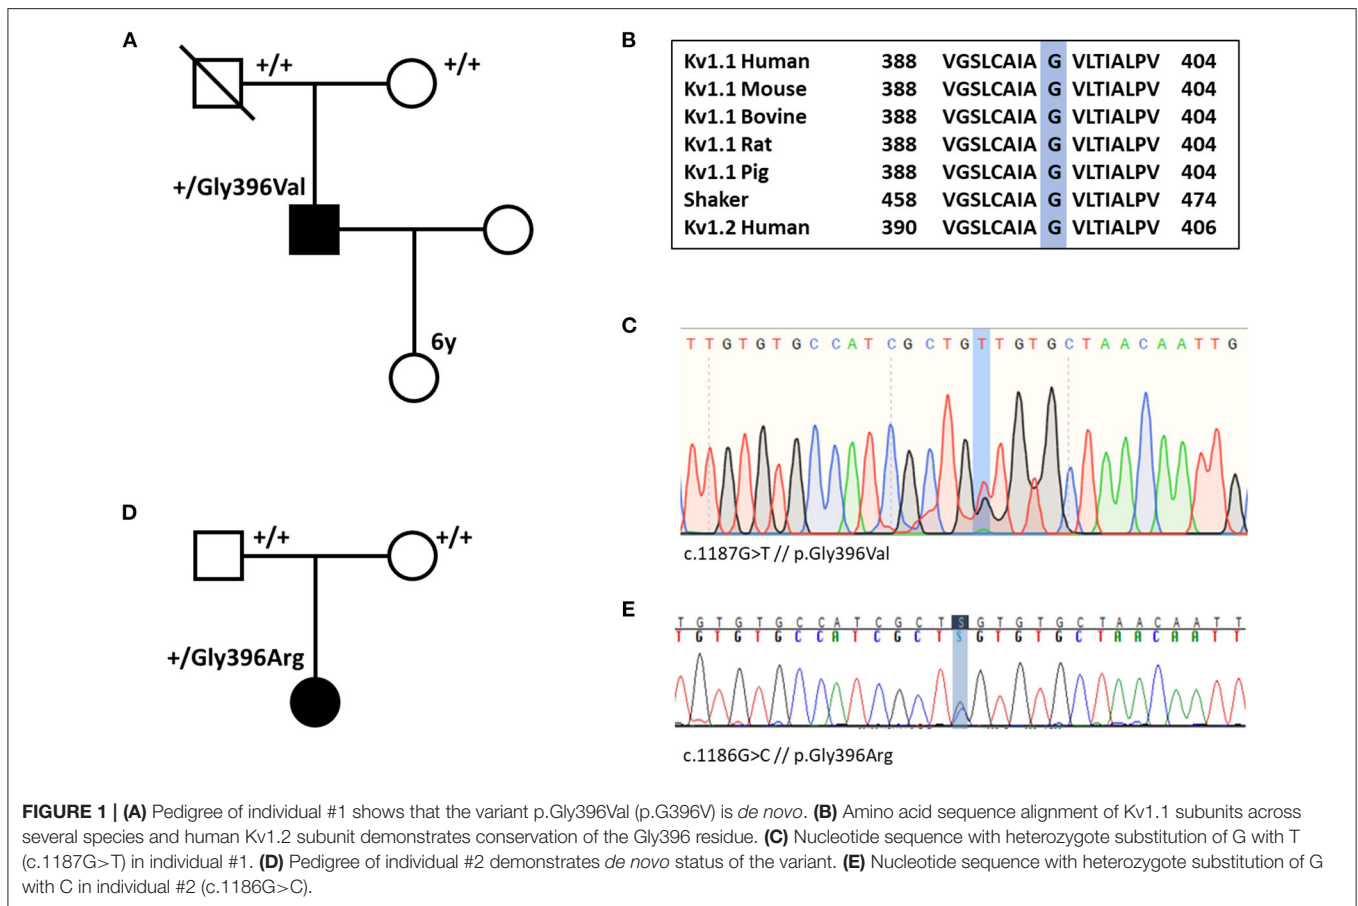 (A)
+/+
+/+
+/Gly396Val
6y
(B)
Kv1.1 Human 388 VGSLCAIA G VLTIALPV 404
Kv1.1 Mouse 388 VGSLCAIA G VLTIALPV 404
Kv1.1 Bovine 388 VGSLCAIA G VLTIALPV 404
Kv1.1 Rat 388 VGSLCAIA G VLTIALPV 404
Kv1.1 Pig 388 VGSLCAIA G VLTIALPV 404
Shaker 458 VGSLCAIA G VLTIALPV 474
Kv1.2 Human 390 VGSLCAIA G VLTIALPV 406
(C)
T T G T G T G C C A T C G C T G T T G T G C T A A C A A T T G
c.1187G>T // p.Gly396Val
(D)
+/+
+/+
+/Gly396Arg
(E)
T G T G T G C C A T C G C T S G T G T G C T A A C A A T T
T G T G T G C C A T C G C T S G T G T G C T A A C A A T T
c.1186G>C // p.Gly396Arg
FIGURE 1 | (A) Pedigree of individual #1 shows that the variant p.Gly396Val (p.G396V) is de novo. (B) Amino acid sequence alignment of Kv1.1 subunits across
several species and human Kv1.2 subunit demonstrates conservation of the Gly396 residue. (C) Nucleotide sequence with heterozygote substitution of G with T
(c.1187G>T) in individual #1. (D) Pedigree of individual #2 demonstrates de novo status of the variant. (E) Nucleotide sequence with heterozygote substitution of G
with C in individual #2 (c.1186G>C).